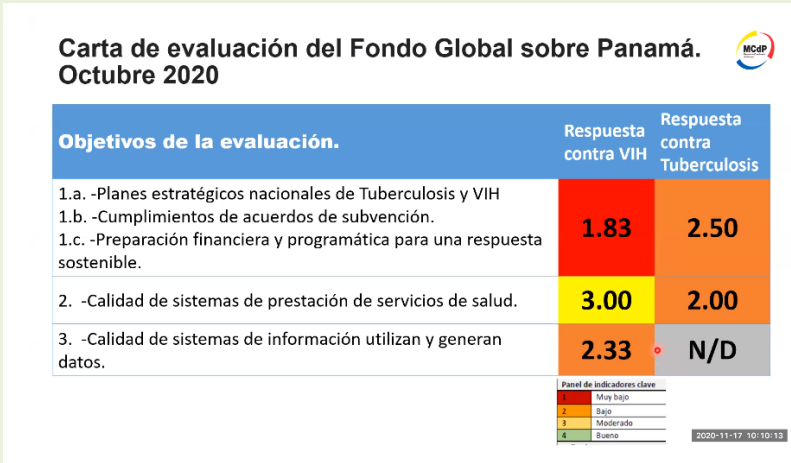 Carta de evaluación del Fondo Global sobre Panamá.
Octubre 2020
MCdP
Objetivos de la evaluación.
Respuesta
contra VIH
Respuesta
contra
Tuberculosis
1.a. -Planes estratégicos nacionales de Tuberculosis y VIH
1.b. -Cumplimientos de acuerdos de subvención.
1.c. -Preparación financiera y programática para una respuesta
sostenible.
1.83
2.50
2. -Calidad de sistemas de prestación de servicios de salud.
3.00
2.00
3. -Calidad de sistemas de información utilizan y generan
datos.
2.33
N/D
Panel de indicadores clave
1 Muy bajo
2 Bajo
3 Moderado
4 Bueno
2020-11-17 10:10:13